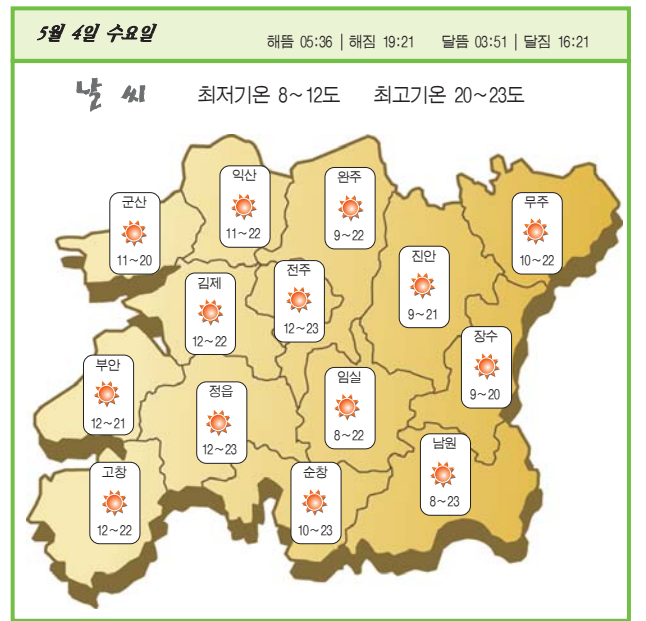 5월 4일 수요일
해뜸 05:36 | 해짐 19:21 달뜸 03:51 | 달짐 16:21
날 씨 최저기온 8~12도 최고기온 20~23도
익산
11~22
완주
9~22
군산
11~20
무주
10~22
진안
9~21
전주
12~23
김제
12~22
장수
9~20
부안
12~21
정읍
12~23
임실
8~22
남원
8~23
고창
12~22
순창
10~23